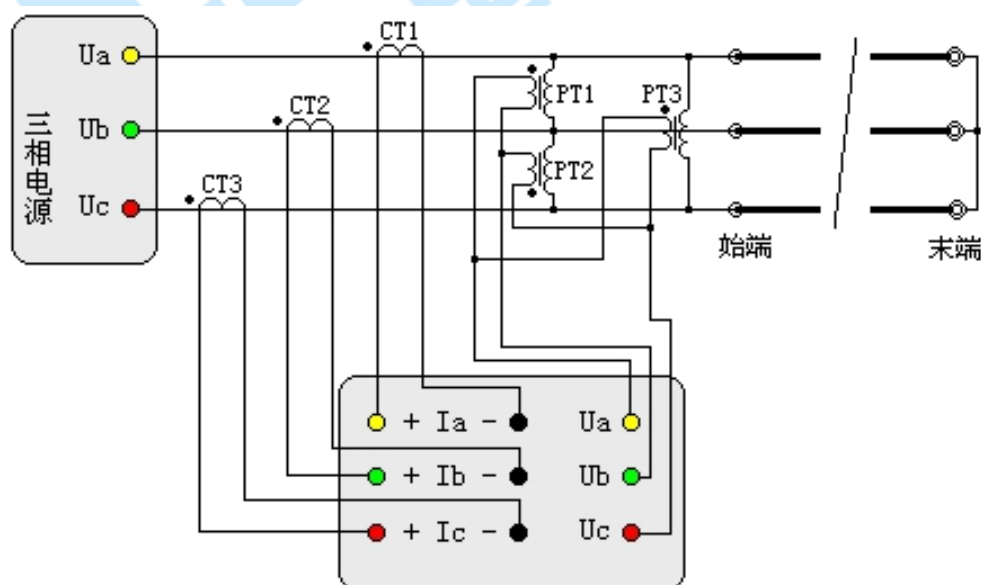 CT1
Ua
PT1
PT3
CT2
Ub
三相电源
PT2
CT3
Uc
始端
末端
+ Ia -
Ua
+ Ib -
Ub
+ Ic -
Uc